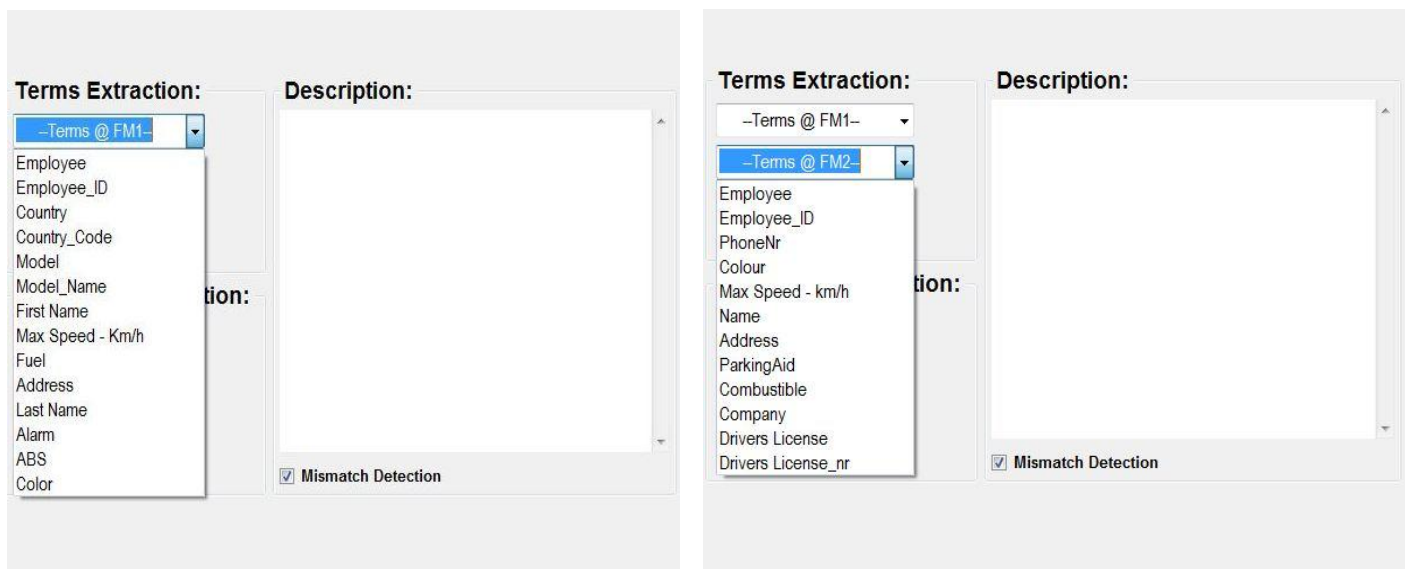 Terms Extraction:
--Terms @ FM1--
Employee
Employee_ID
Country
Country_Code
Model
Model_Name
First Name
Max Speed - Km/h
Fuel
Address
Last Name
Alarm
ABS
Color
tion:
Description:
Mismatch Detection
Terms Extraction:
--Terms @ FM1--
--Terms @ FM2--
Employee
Employee_ID
PhoneNr
Colour
Max Speed - km/h
Name
Address
ParkingAid
Combustible
Company
Drivers License
Drivers License_nr
tion:
Description:
Mismatch Detection